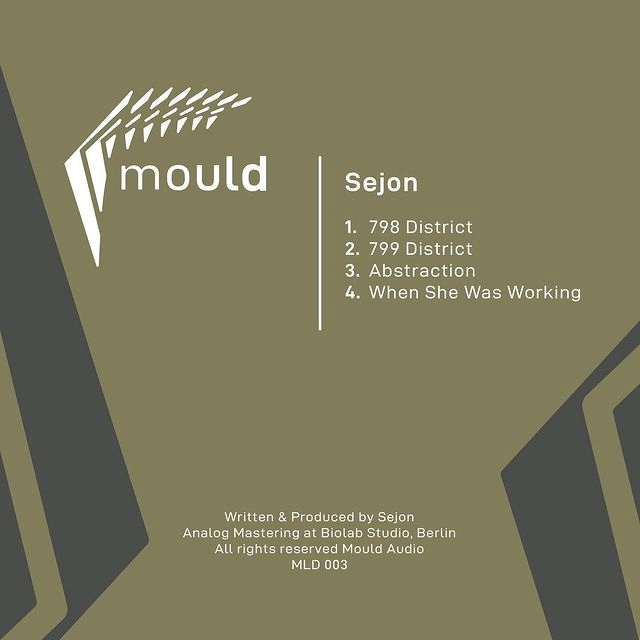 mould
Sejon
1. 798 District
2. 799 District
3. Abstraction
4. When She Was Working
Written & Produced by Sejon
Analog Mastering at Biolab Studio, Berlin
All rights reserved Mould Audio
MLD 003